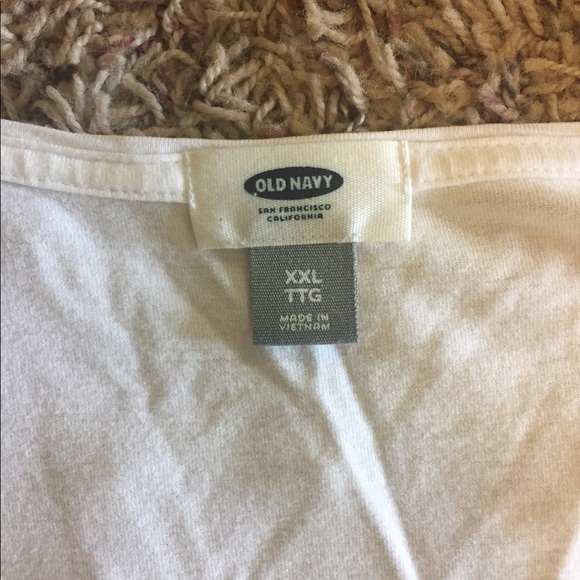 OLD NAVY
SAN FRANCISCO
CALIFORNIA
XXL
TTG
MADE IN
VIETNAM